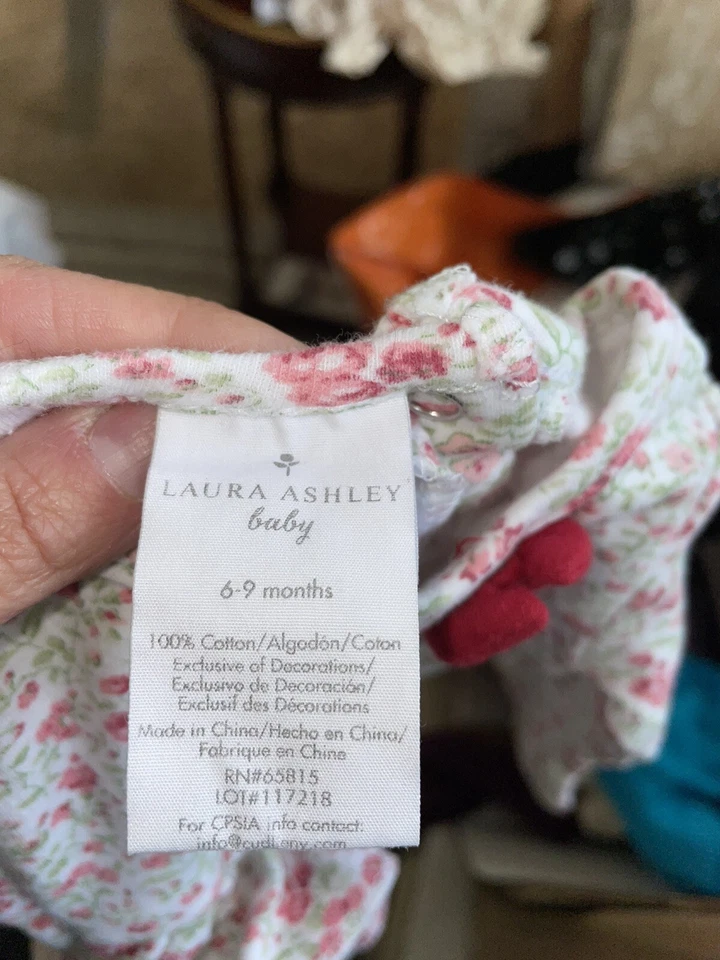 LAURA ASHLEY
baby
6-9 months
100% Cotton/Algodón/Coton
Exclusive of Decorations/
Exclusivo de Decoración/
Exclusif des Décorations
Made in China/Hecho en China/
Fabrique en Chine
RN#65815
LOT#117218
For CPSIA info contact: